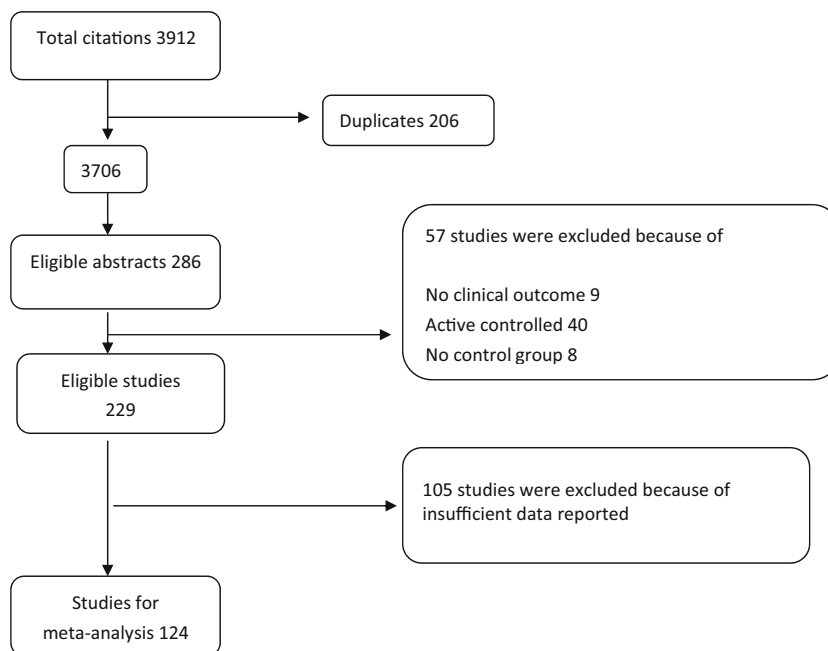 Total citations 3912
Duplicates 206
3706
Eligible abstracts 286
57 studies were excluded because of
No clinical outcome 9
Active controlled 40
No control group 8
Eligible studies
229
105 studies were excluded because of
insufficient data reported
Studies for
meta-analysis 124